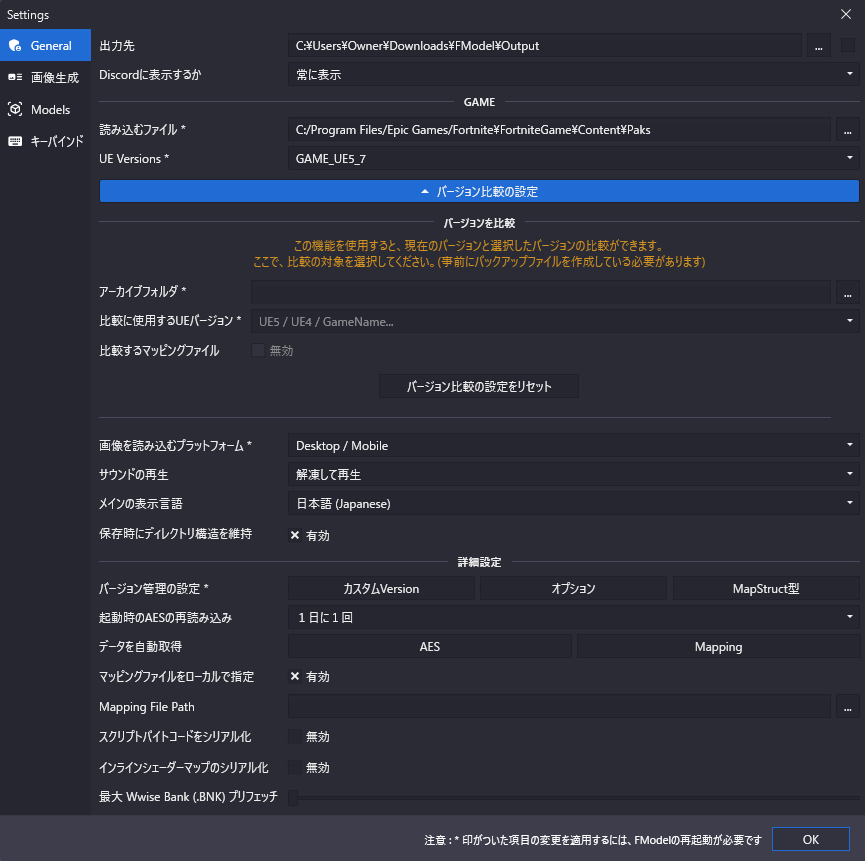 Settings
General
画像生成
Models
キーバインド
出力先
C:¥Users¥Owner¥Downloads¥FModel¥Output
...
Discordに表示するか
常に表示
GAME
読み込むファイル *
C:/Program Files/Epic Games/Fortnite¥FortniteGame¥Content¥Paks
...
UE Versions *
GAME_UE5_7
バージョン比較の設定
バージョンを比較
この機能を使用すると、現在のバージョンと選択したバージョンの比較ができます。
ここで、比較の対象を選択してください。(事前にバックアップファイルを作成している必要があります)
アーカイブフォルダ *
...
比較に使用するUEバージョン *
UE5 / UE4 / GameName...
比較するマッピングファイル
無効
バージョン比較の設定をリセット
画像を読み込むプラットフォーム *
Desktop / Mobile
サウンドの再生
解凍して再生
メインの表示言語
日本語 (Japanese)
保存時にディレクトリ構造を維持
有効
詳細設定
バージョン管理の設定 *
カスタムVersion
オプション
MapStruct型
起動時のAESの再読み込み
１日に１回
データを自動取得
AES
Mapping
マッピングファイルをローカルで指定
有効
Mapping File Path
...
スクリプトバイトコードをシリアル化
無効
インラインシェーダーマップのシリアル化
無効
最大 Wwise Bank (.BNK) プリフェッチ
注意 : * 印がついた項目の変更を適用するには、FModelの再起動が必要です
OK